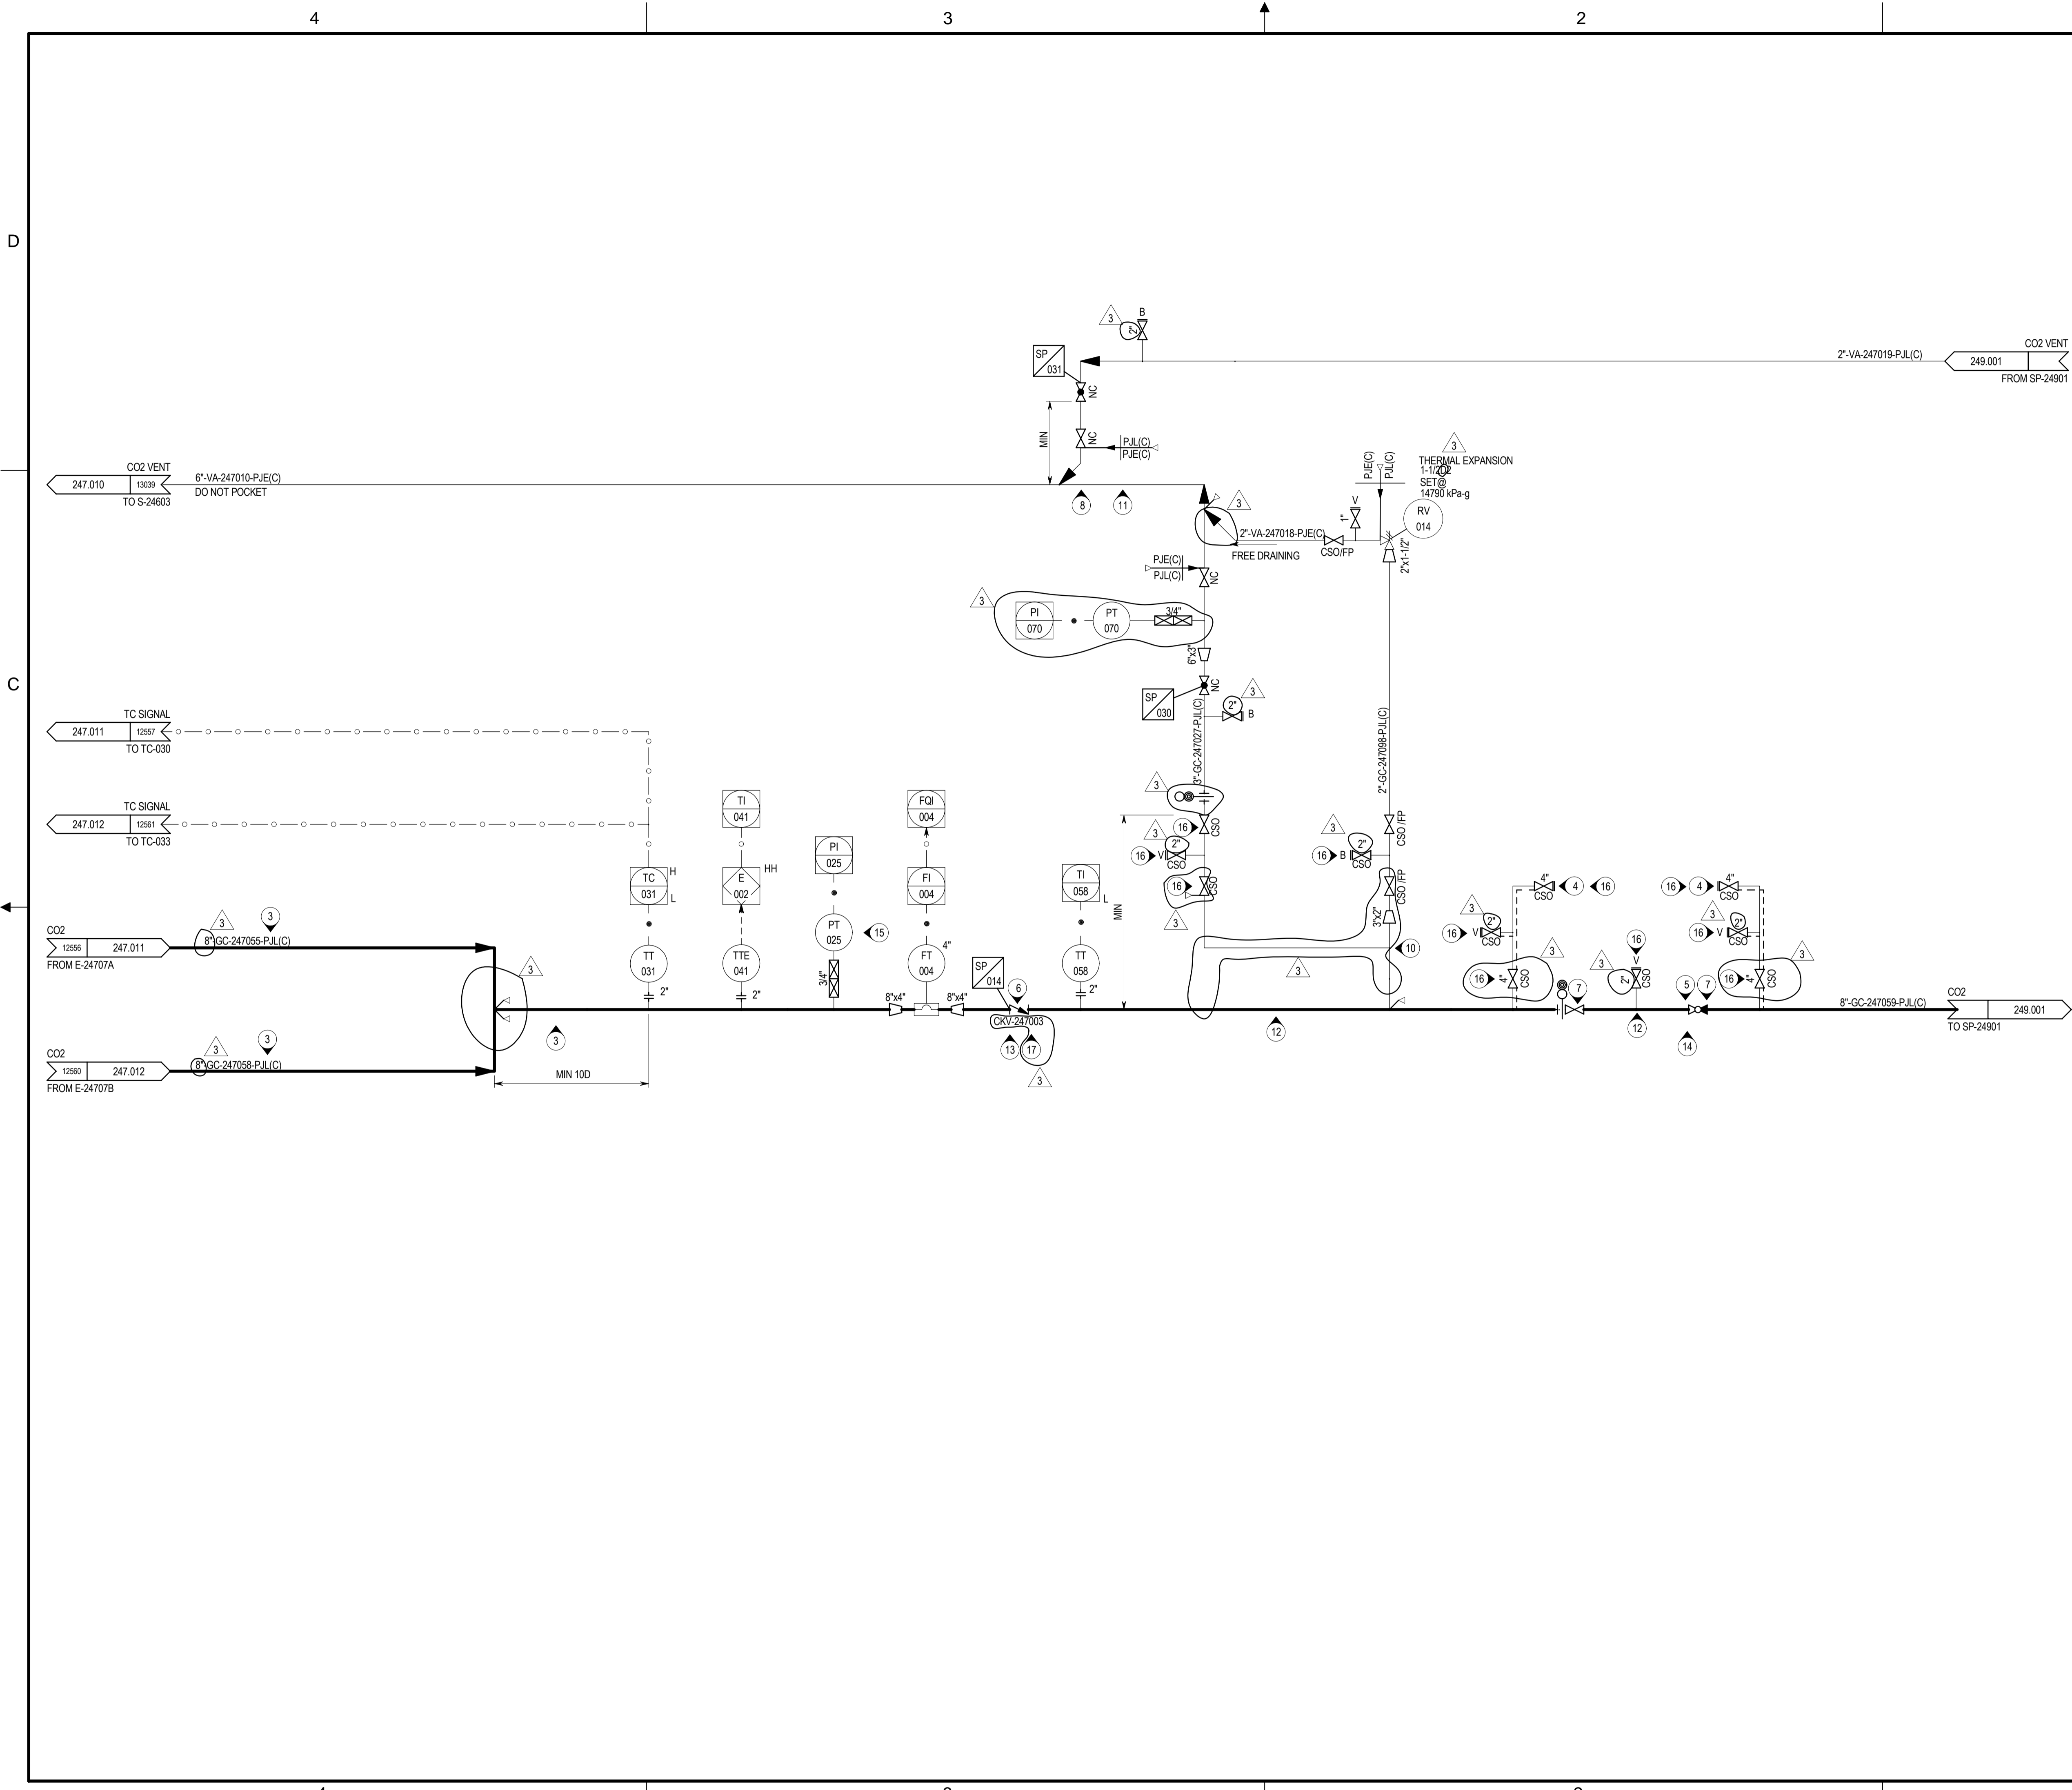 4
3
2
D
C
3
B
2"
SP
031
NC
2"-VA-247019-PJL(C)
CO2 VENT
249.001
FROM SP-24901
MIN
NC
PJL(C)
PJE(C)
CO2 VENT
247.010
13039
TO S-24603
6"-VA-247010-PJE(C)
DO NOT POCKET
8
11
3
THERMAL EXPANSION
1-1/2D2
SET@
14790 kPa-g
PJE(C)
PJL(C)
RV
014
V
1"
3
2"-VA-247018-PJE(C)
FREE DRAINING
CSO/FP
2"x1-1/2"
PJE(C)
PJL(C)
NC
3
PI
070
PT
070
3/4"
6"x3"
SP
030
NC
2"
B
3
3"-GC-247027-PJL(C)
2"-GC-247098-PJL(C)
TC SIGNAL
247.011
12557
TO TC-030
TC SIGNAL
247.012
12561
TO TC-033
TI
041
FQI
004
3
16
CSO
3
2"
16
V
CSO
CSO /FP
3
2"
16
B
CSO
TC
031
H
L
E
002
HH
PI
025
FI
004
TI
058
L
MIN
16
CSO
3
CSO /FP
3"x2"
10
3
4"
CSO
4
16
16
4
4"
CSO
3
2"
16
V
CSO
3
2"
16
V
CSO
16
V
3
3
3
8"-GC-247055-PJL(C)
CO2
12556
247.011
FROM E-24707A
3
TT
031
2"
TTE
041
2"
PT
025
15
3/4"
FT
004
4"
8"x4"
8"x4"
SP
014
6
CKV-247003
13
17
3
TT
058
2"
12
16
4"
CSO
3
7
3
2"
CSO
12
5
7
14
16
4"
CSO
3
8"-GC-247059-PJL(C)
CO2
249.001
TO SP-24901
3
3
3
8"-GC-247058-PJL(C)
CO2
12560
247.012
FROM E-24707B
MIN 10D